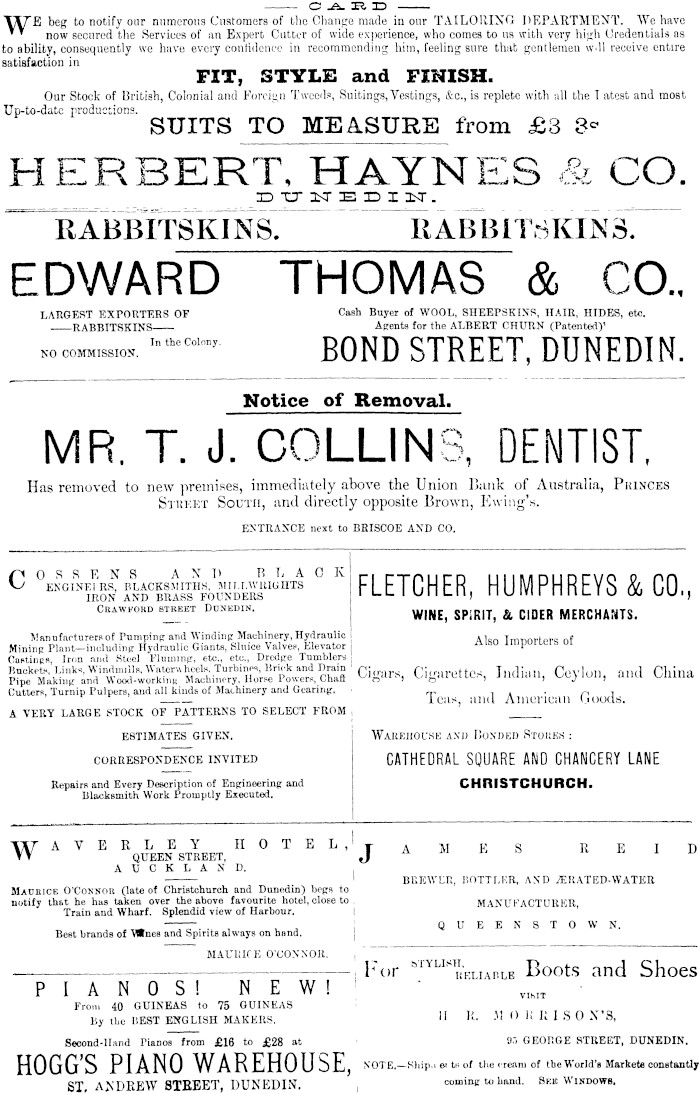 CARD
WE beg to notify our numerous Customers of the Change made in our TAILORING DEPARTMENT. We have
now secured the Services of an Expert Cutter of wide experience, who comes to us with very high Credentials as
to ability, consequently we have every confidence in recommending him, feeling sure that gentlemen will receive entire
satisfaction in
FIT, STYLE and FINISH.
Our Stock of British, Colonial and Foreign Tweeds, Suitings, Vestings, &c., is replete with all the Latest and most
Up-to-date productions.
SUITS TO MEASURE from £3 3s
HERBERT, HAYNES & CO.
DUNEDIN.
RABBITSKINS. RABBITSKINS.
EDWARD THOMAS & CO.,
LARGEST EXPORTERS OF
——RABBITSKINS——
In the Colony.
NO COMMISSION.
Cash Buyer of WOOL, SHEEPSKINS, HAIR, HIDES, etc.
Agents for the ALBERT CHURN (Patented)'
BOND STREET, DUNEDIN.
Notice of Removal.
MR. T. J. COLLINS, DENTIST,
Has removed to new premises, immediately above the Union Bank of Australia, PRINCES
STREET SOUTH, and directly opposite Brown, Ewing's.
ENTRANCE next to BRISCOE AND CO.
COSSENS AND BLACK
ENGINEERS, BLACKSMITHS, MILLWRIGHTS
IRON AND BRASS FOUNDERS
CRAWFORD STREET DUNEDIN.
Manufacturers of Pumping and Winding Machinery, Hydraulic
Mining Plant—including Hydraulic Giants, Sluice Valves, Elevator
Castings, Iron and Steel Fluming, etc., etc., Dredge Tumblers
Buckets, Links, Windmills, Waterwheels, Turbines, Brick and Drain
Pipe Making and Wood-working Machinery, Horse Powers, Chaff
Cutters, Turnip Pulpers, and all kinds of Machinery and Gearing.
A VERY LARGE STOCK OF PATTERNS TO SELECT FROM
ESTIMATES GIVEN.
CORRESPONDENCE INVITED
Repairs and Every Description of Engineering and
Blacksmith Work Promptly Executed.
FLETCHER, HUMPHREYS & CO.,
WINE, SPIRIT, & CIDER MERCHANTS.
Also Importers of
Cigars, Cigarettes, Indian, Ceylon, and China
Teas, and American Goods.
WAREHOUSE AND BONDED STORES :
CATHEDRAL SQUARE AND CHANCERY LANE
CHRISTCHURCH.
WAVERLEY HOTEL,
QUEEN STREET,
AUCKLAND.
MAURICE O'CONNOR (late of Christchurch and Dunedin) begs to
notify that he has taken over the above favourite hotel, close to
Train and Wharf. Splendid view of Harbour.
Best brands of Wines and Spirits always on hand.
MAURICE O'CONNOR.
JAMES REID
BREWER, BOTTLER, AND ÆRATED-WATER
MANUFACTURER,
QUEENSTOWN.
PIANOS! NEW!
From 40 GUINEAS to 75 GUINEAS
By the BEST ENGLISH MAKERS.
Second-Hand Pianos from £16 to £28 at
HOGG'S PIANO WAREHOUSE,
ST. ANDREW STREET, DUNEDIN.
For STYLISH, RELIABLE Boots and Shoes
VISIT
H. R. MORRISON'S,
95 GEORGE STREET, DUNEDIN.
NOTE.—Shipments of the cream of the World's Markets constantly
coming to hand. SEE WINDOWS.